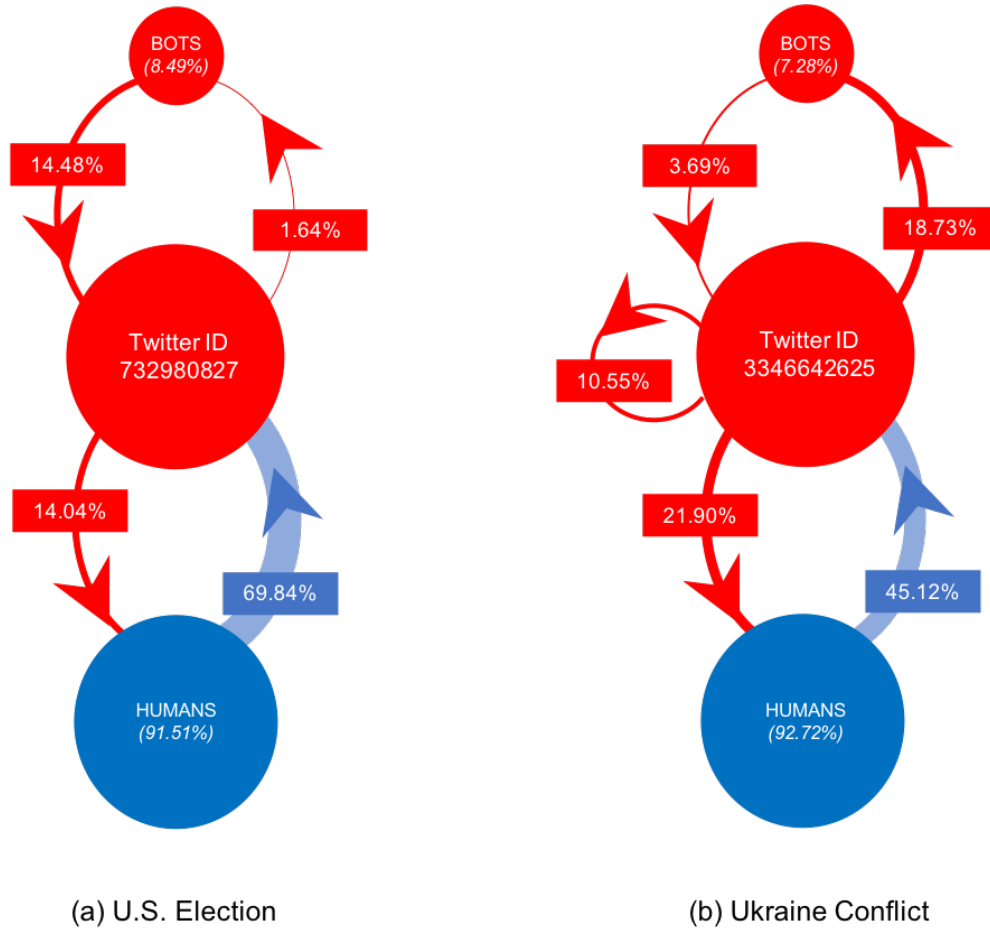 BOTS
(8.49%)
14.48%
1.64%
Twitter ID
732980827
14.04%
69.84%
HUMANS
(91.51%)
(a) U.S. Election
BOTS
(7.28%)
3.69%
18.73%
Twitter ID
3346642625
10.55%
21.90%
45.12%
HUMANS
(92.72%)
(b) Ukraine Conflict